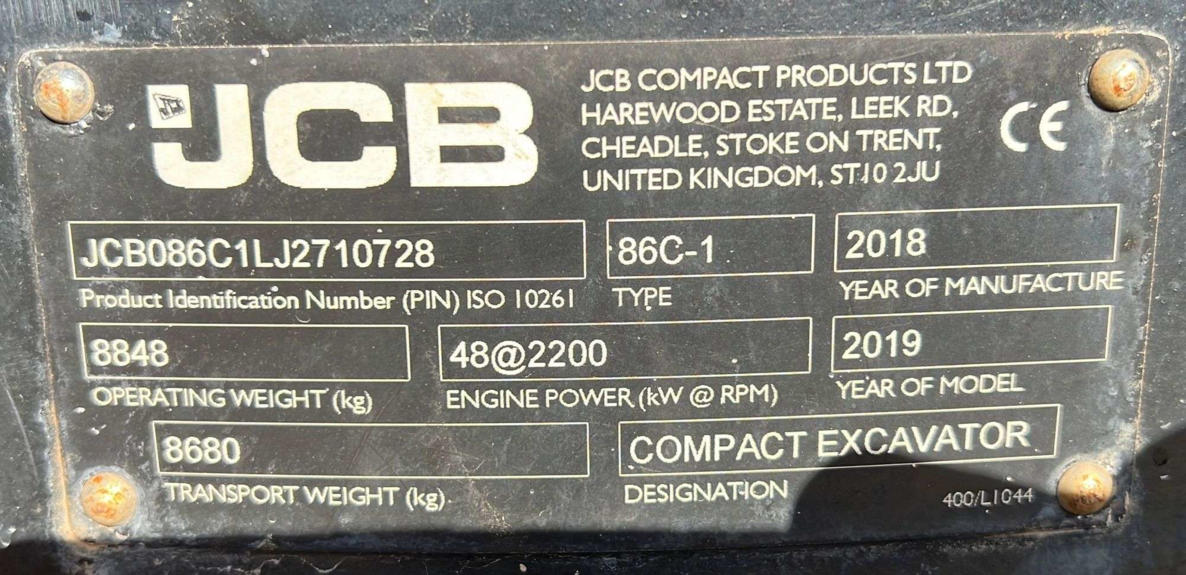 JCB
JCB COMPACT PRODUCTS LTD
HAREWOOD ESTATE, LEEK RD,
CHEADLE, STOKE ON TRENT,
UNITED KINGDOM, ST10 2JU
CE
JCB086C1LJ2710728
Product Identification Number (PIN) ISO 10261
86C-1
TYPE
2018
YEAR OF MANUFACTURE
8848
OPERATING WEIGHT (kg)
48@2200
ENGINE POWER (kW @ RPM)
2019
YEAR OF MODEL
8680
TRANSPORT WEIGHT (kg)
COMPACT EXCAVATOR
DESIGNATION
400/L1044